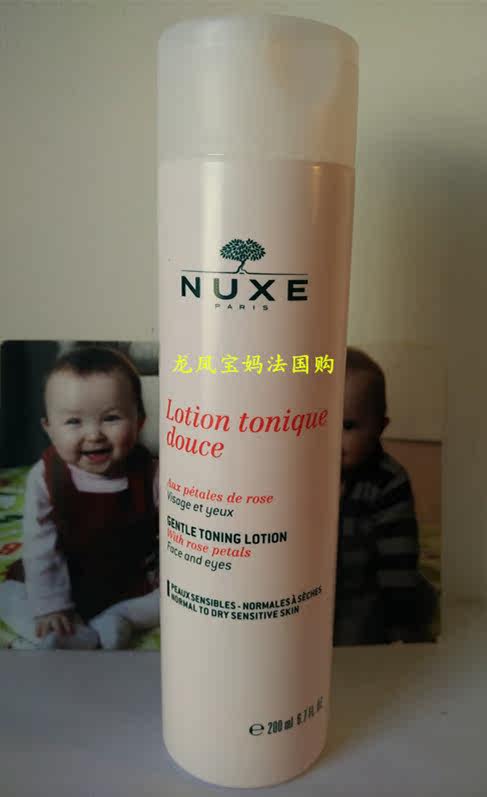 NUXE
PARIS
龙凤宝妈法国购
Lotion tonique
douce
Aux pétales de rose
Visage et yeux
GENTLE TONING LOTION
With rose petals
Face and eyes
PEAUX SENSIBLES - NORMALES À SÈCHES
NORMAL TO DRY SENSITIVE SKIN
e 200 ml 6.7 FL. OZ.